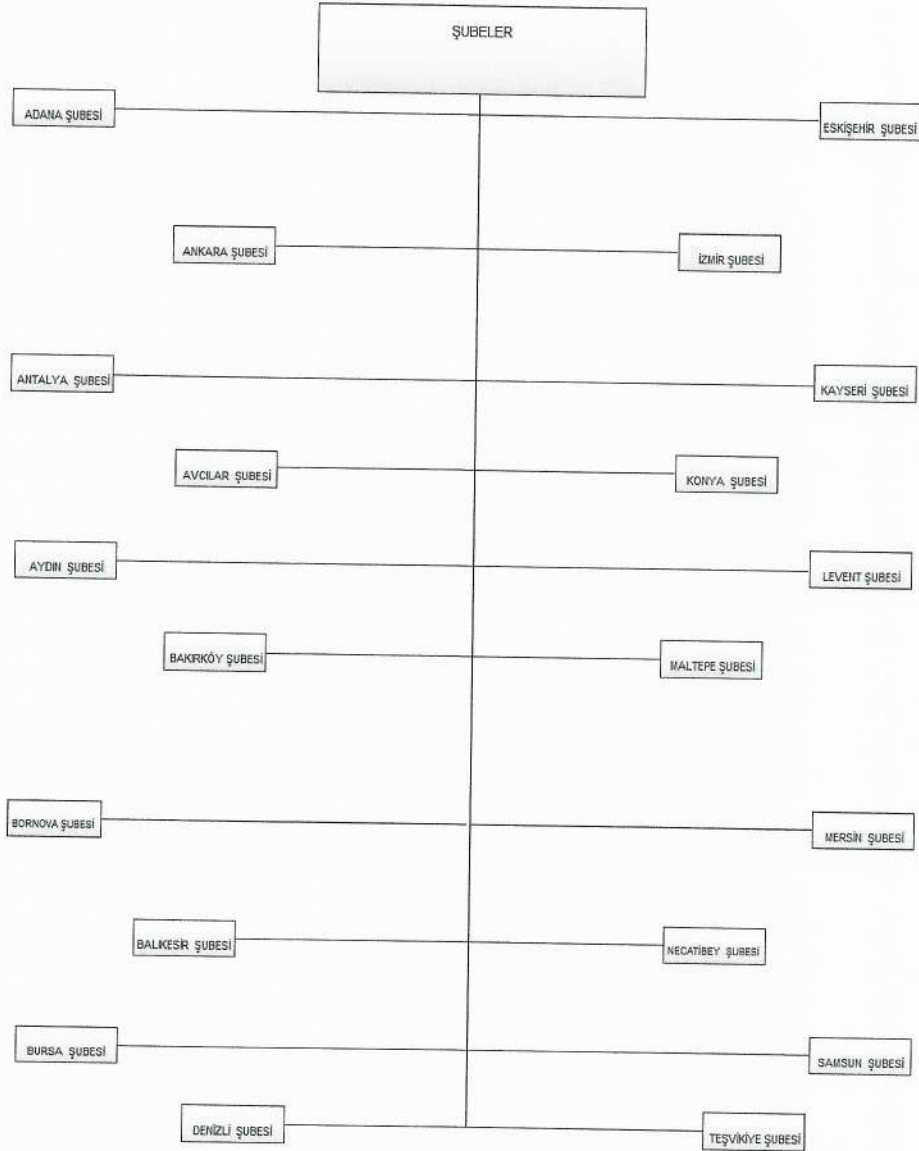 ŞUBELER
ADANA ŞUBESİ
ESKİŞEHİR ŞUBESİ
ANKARA ŞUBESİ
İZMİR ŞUBESİ
ANTALYA ŞUBESİ
KAYSERİ ŞUBESİ
AVCILAR ŞUBESİ
KONYA ŞUBESİ
AYDIN ŞUBESİ
LEVENT ŞUBESİ
BAKIRKÖY ŞUBESİ
MALTEPE ŞUBESİ
BORNOVA ŞUBESİ
MERSİN ŞUBESİ
BALIKESİR ŞUBESİ
NECATİBEY ŞUBESİ
BURSA ŞUBESİ
SAMSUN ŞUBESİ
DENİZLİ ŞUBESİ
TEŞVİKİYE ŞUBESİ